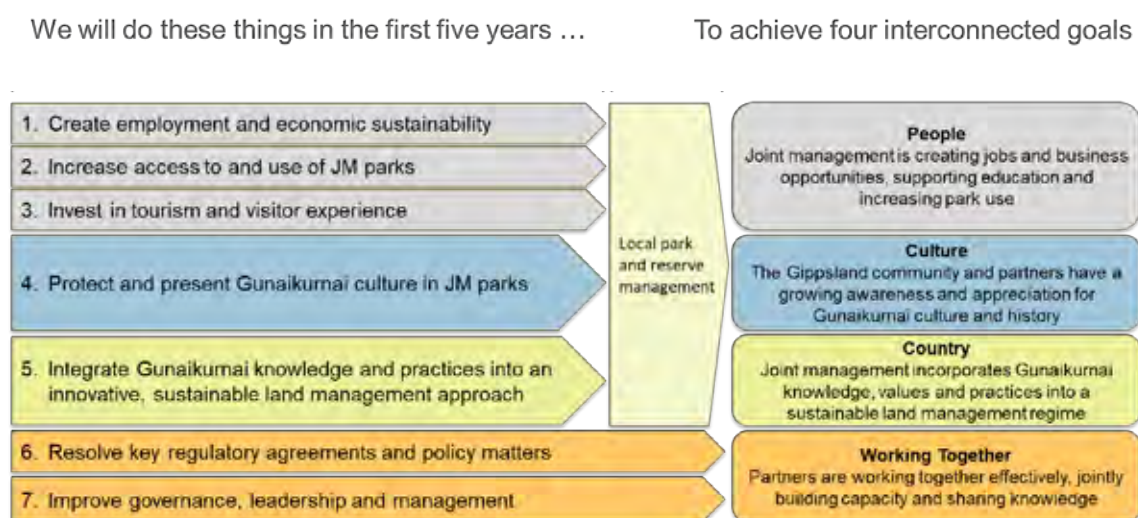 We will do these things in the first five years …
To achieve four interconnected goals
1. Create employment and economic sustainability
2. Increase access to and use of JM parks
3. Invest in tourism and visitor experience
4. Protect and present Gunaikurnai culture in JM parks
5. Integrate Gunaikurnai knowledge and practices into an
innovative, sustainable land management approach
6. Resolve key regulatory agreements and policy matters
7. Improve governance, leadership and management
Local park
and reserve
management
People
Joint management is creating jobs and business
opportunities, supporting education and
increasing park use
Culture
The Gippsland community and partners have a
growing awareness and appreciation for
Gunaikurnai culture and history
Country
Joint management incorporates Gunaikurnai
knowledge, values and practices into a
sustainable land management regime
Working Together
Partners are working together effectively, jointly
building capacity and sharing knowledge